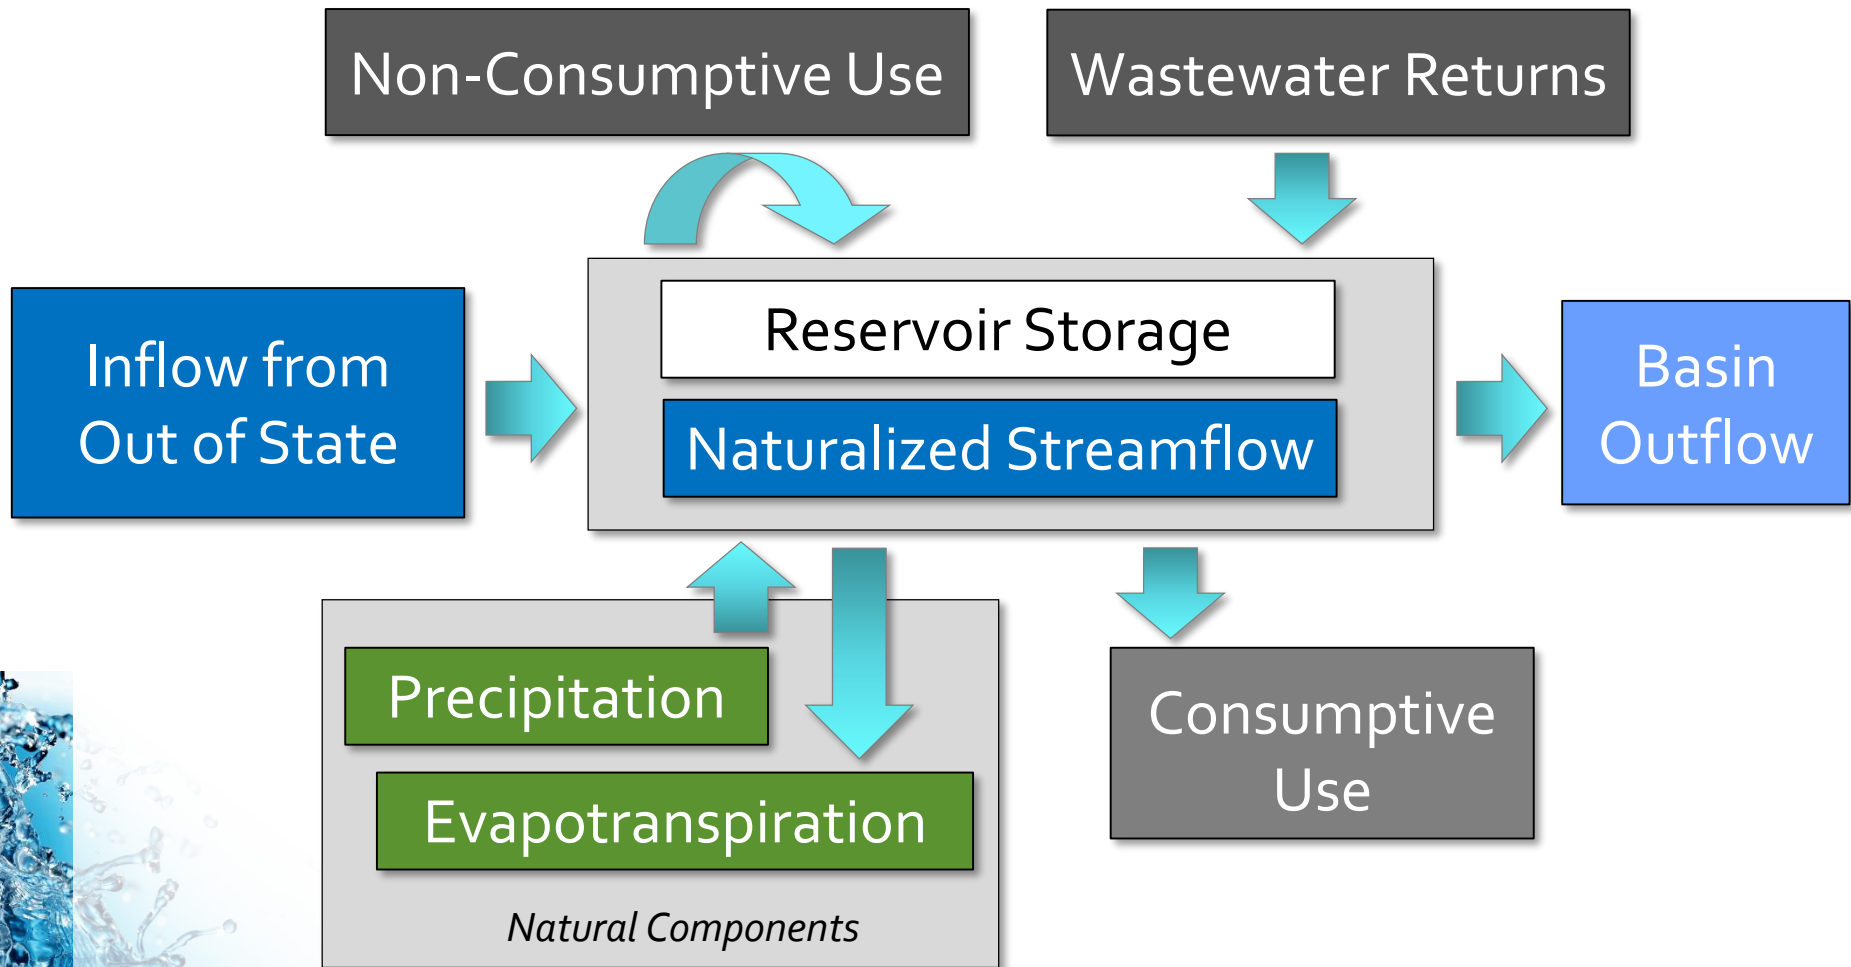 Non-Consumptive Use
Wastewater Returns
Inflow from
Out of State
Reservoir Storage
Naturalized Streamflow
Basin
Outflow
Precipitation
Evapotranspiration
Natural Components
Consumptive
Use